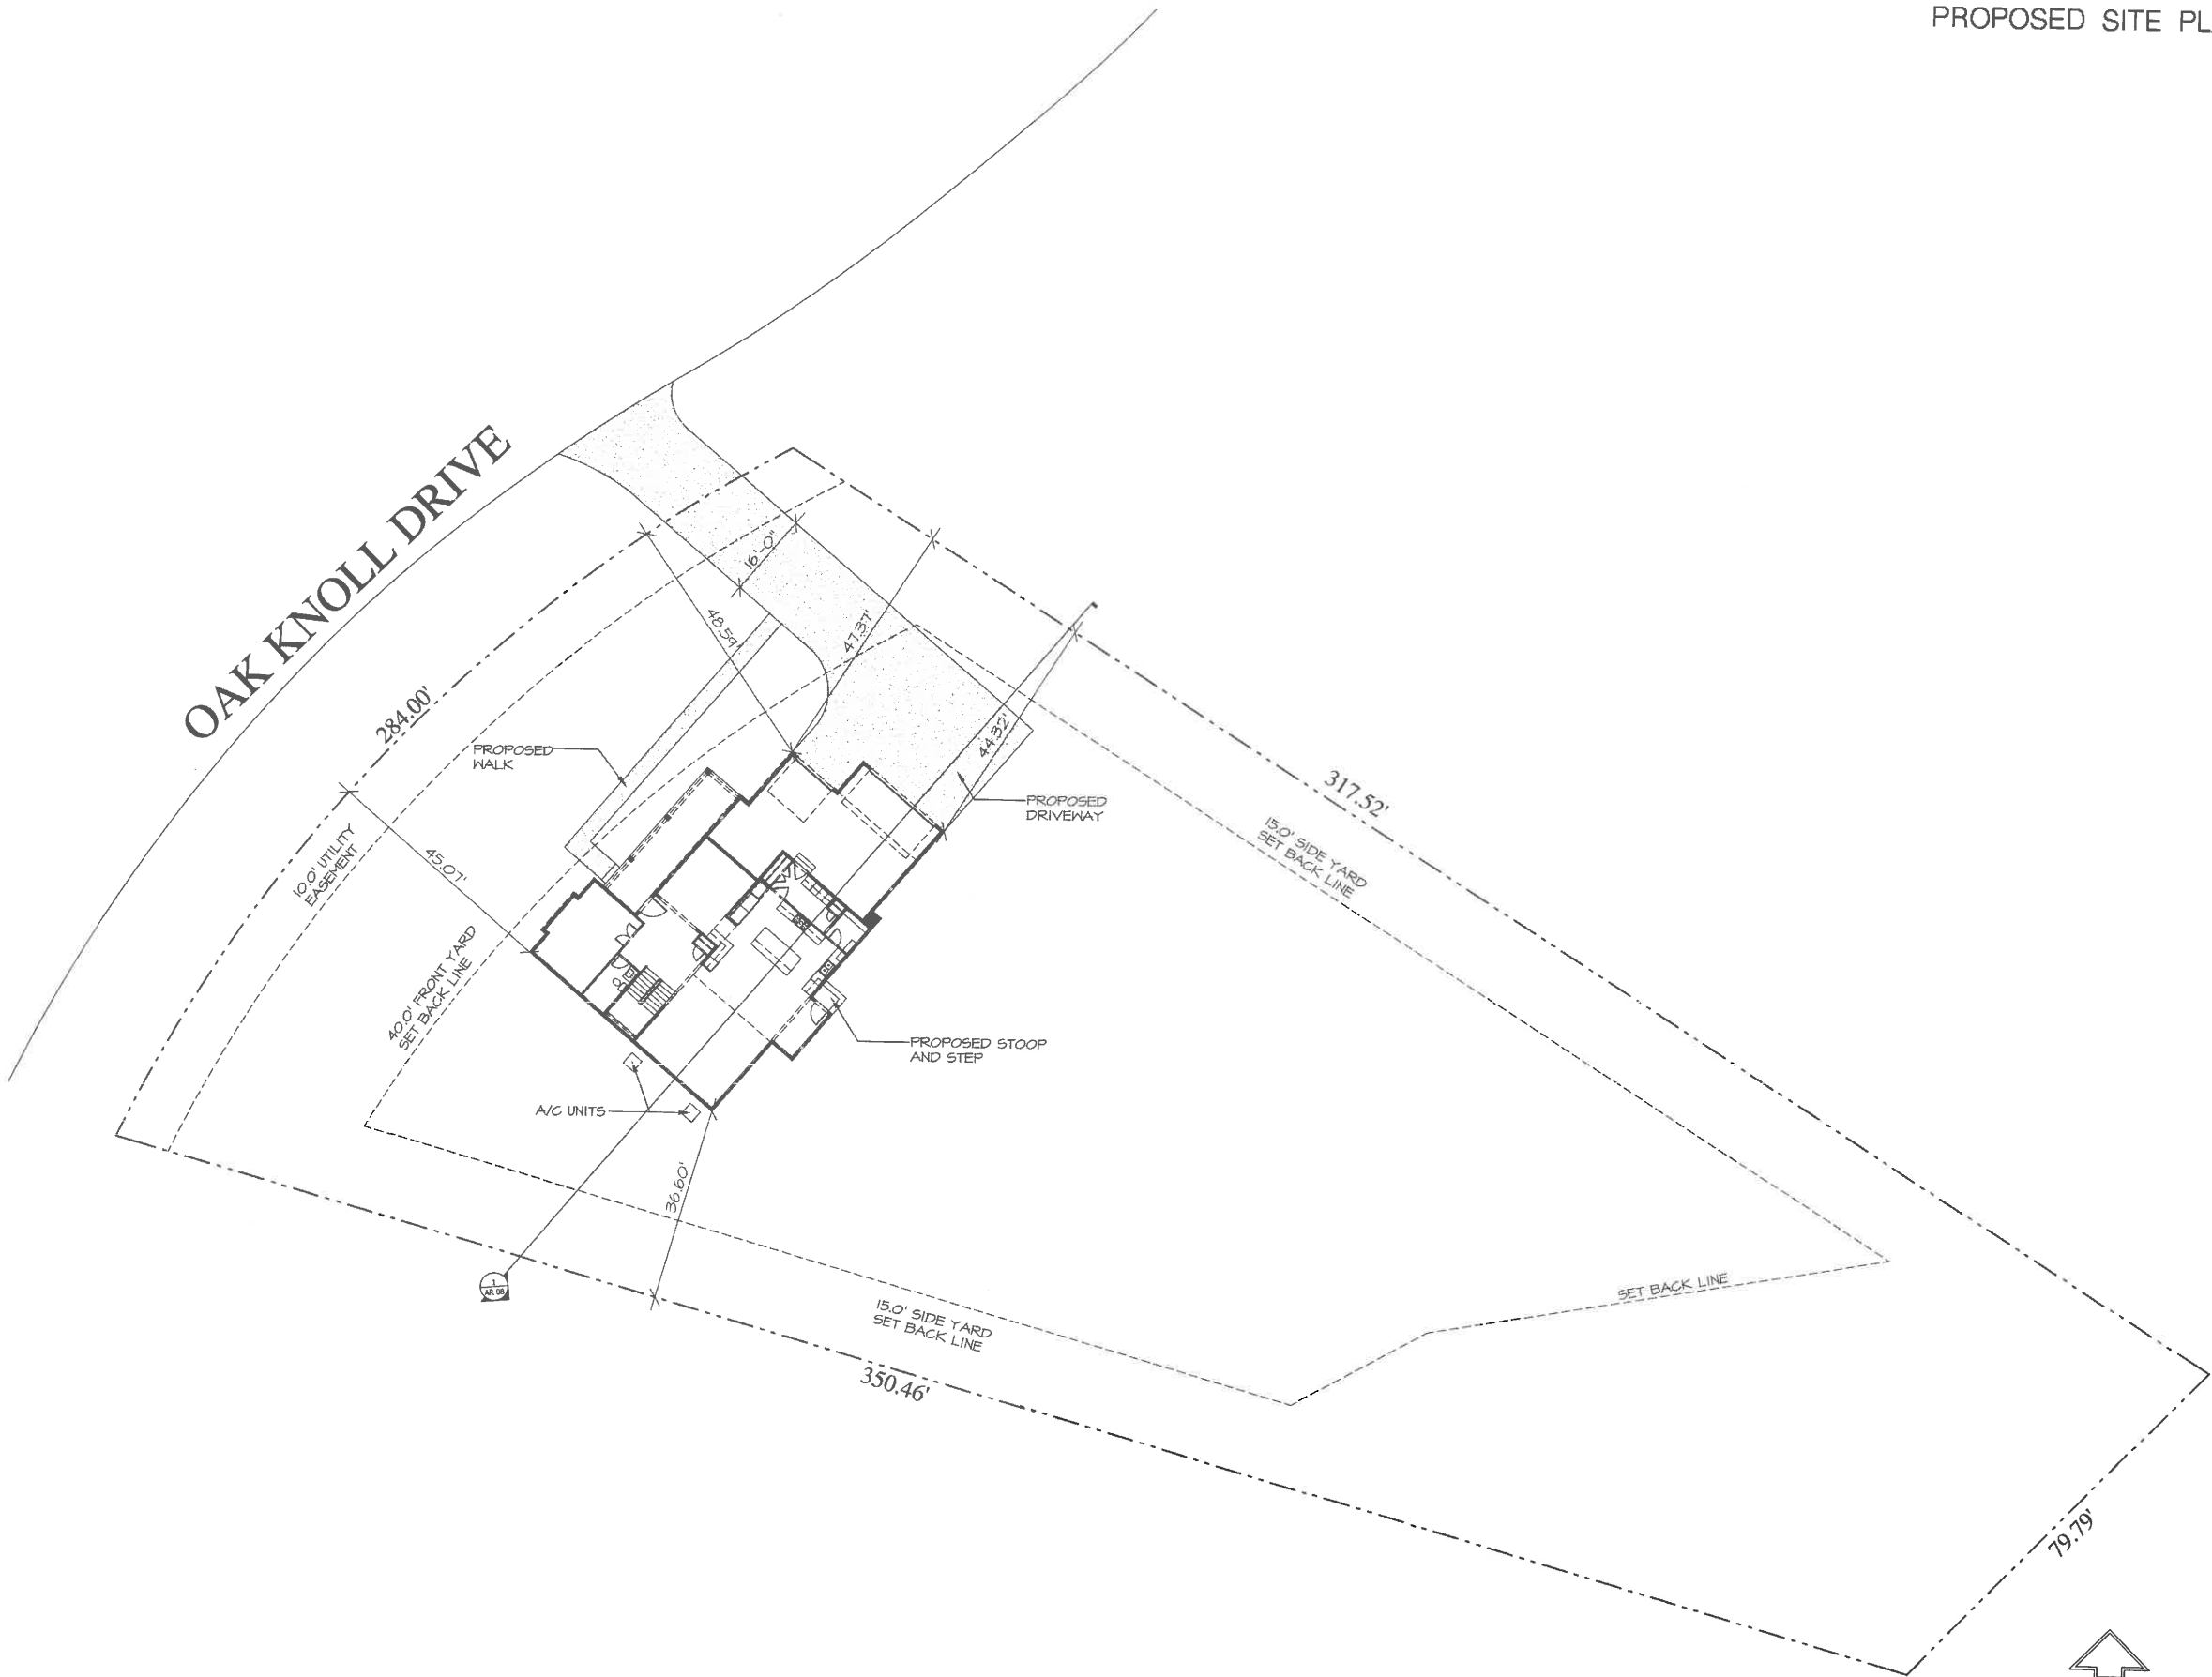 PROPOSED SITE PL
OAK KNOLL DRIVE
16'-0"
48.59'
47.37'
284.00'
PROPOSED
WALK
44.32'
317.52'
PROPOSED
DRIVEWAY
10.0' UTILITY
EASEMENT
45.07'
15.0' SIDE YARD
SET BACK LINE
40.0' FRONT YARD
SET BACK LINE
PROPOSED STOOP
AND STEP
A/C UNITS
36.60'
1
AR 08
SET BACK LINE
15.0' SIDE YARD
SET BACK LINE
350.46'
79.79'